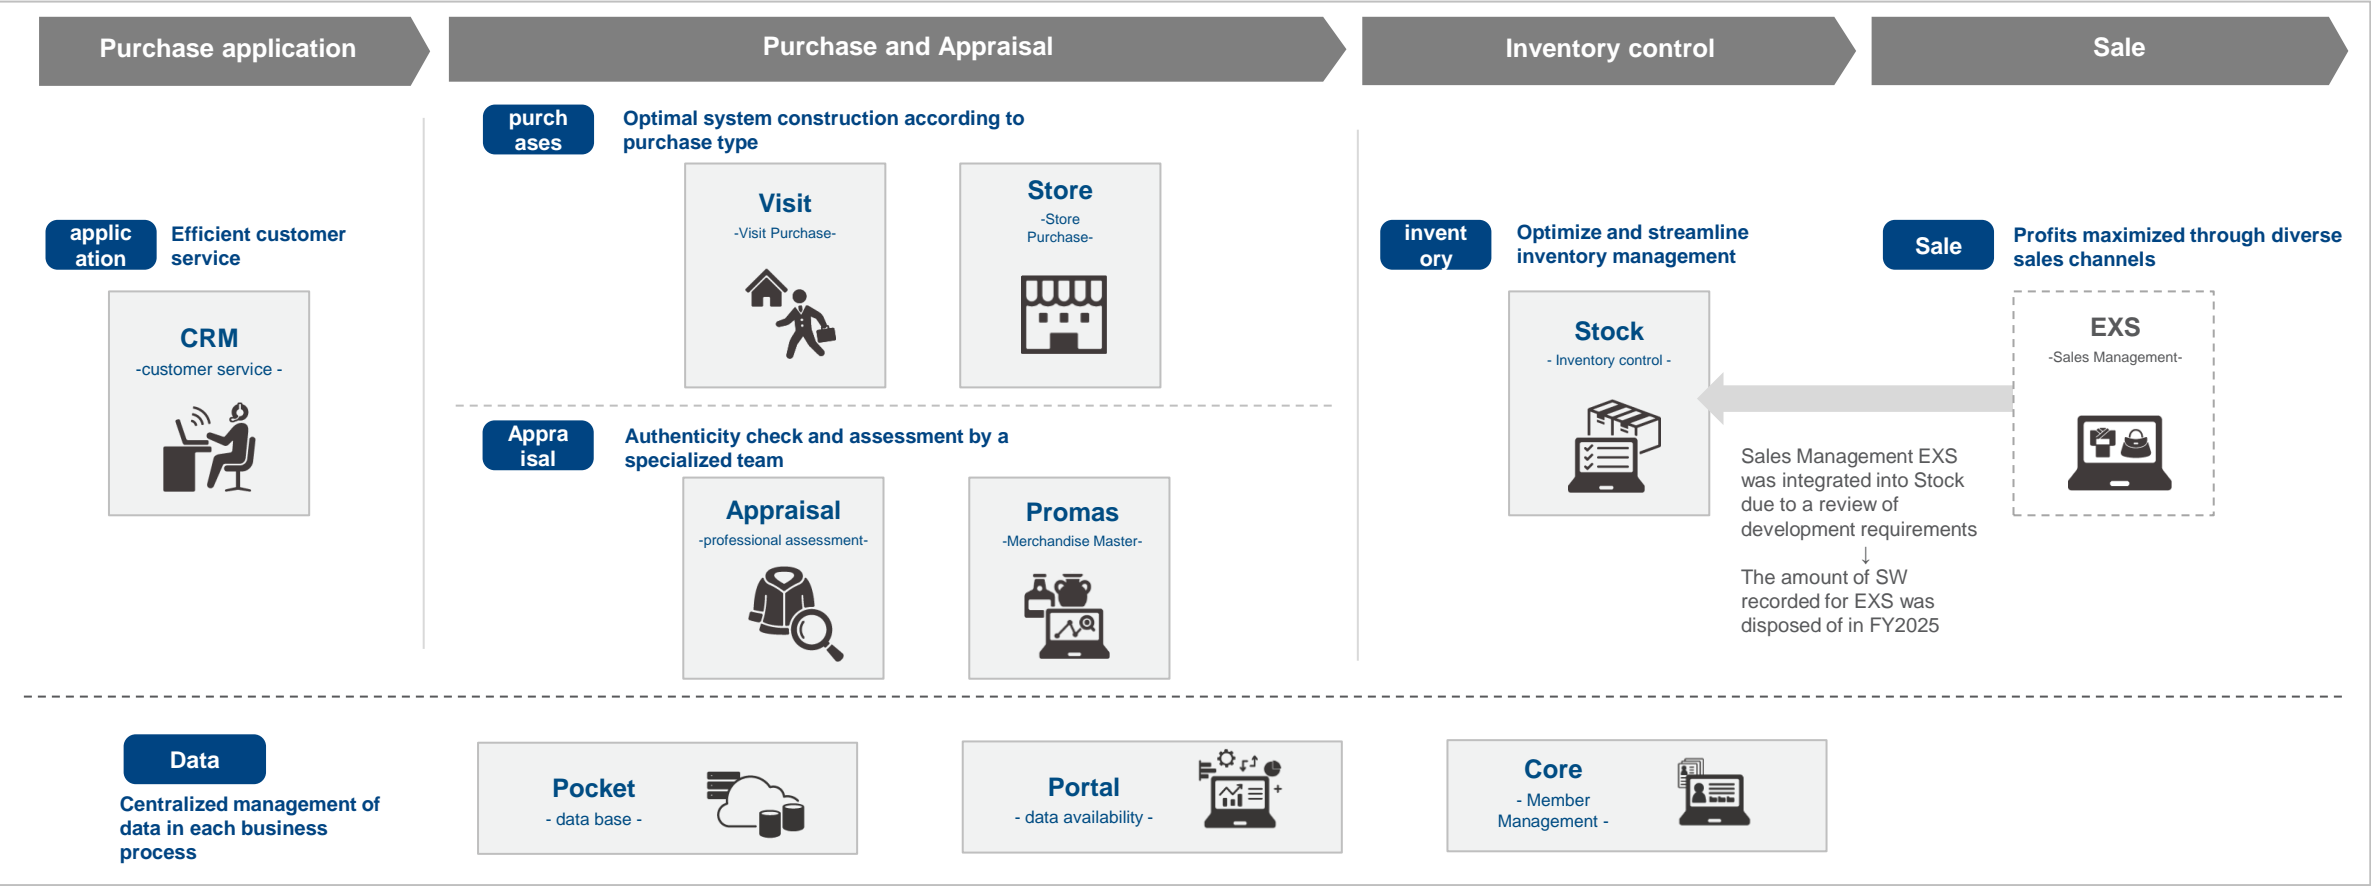 Purchase application
Purchase and Appraisal
Inventory control
Sale
purch
ases
Optimal system construction according to
purchase type
Visit
-Visit Purchase-
Store
-Store
Purchase-
applic
ation
Efficient customer
service
CRM
-customer service -
Appra
isal
Authenticity check and assessment by a
specialized team
Appraisal
-professional assessment-
Promas
-Merchandise Master-
invent
ory
Optimize and streamline
inventory management
Stock
- Inventory control -
Sale
Profits maximized through diverse
sales channels
EXS
-Sales Management-
Sales Management EXS
was integrated into Stock
due to a review of
development requirements
↓
The amount of SW
recorded for EXS was
disposed of in FY2025
Data
Centralized management of
data in each business
process
Pocket
- data base -
Portal
- data availability -
Core
- Member
Management -